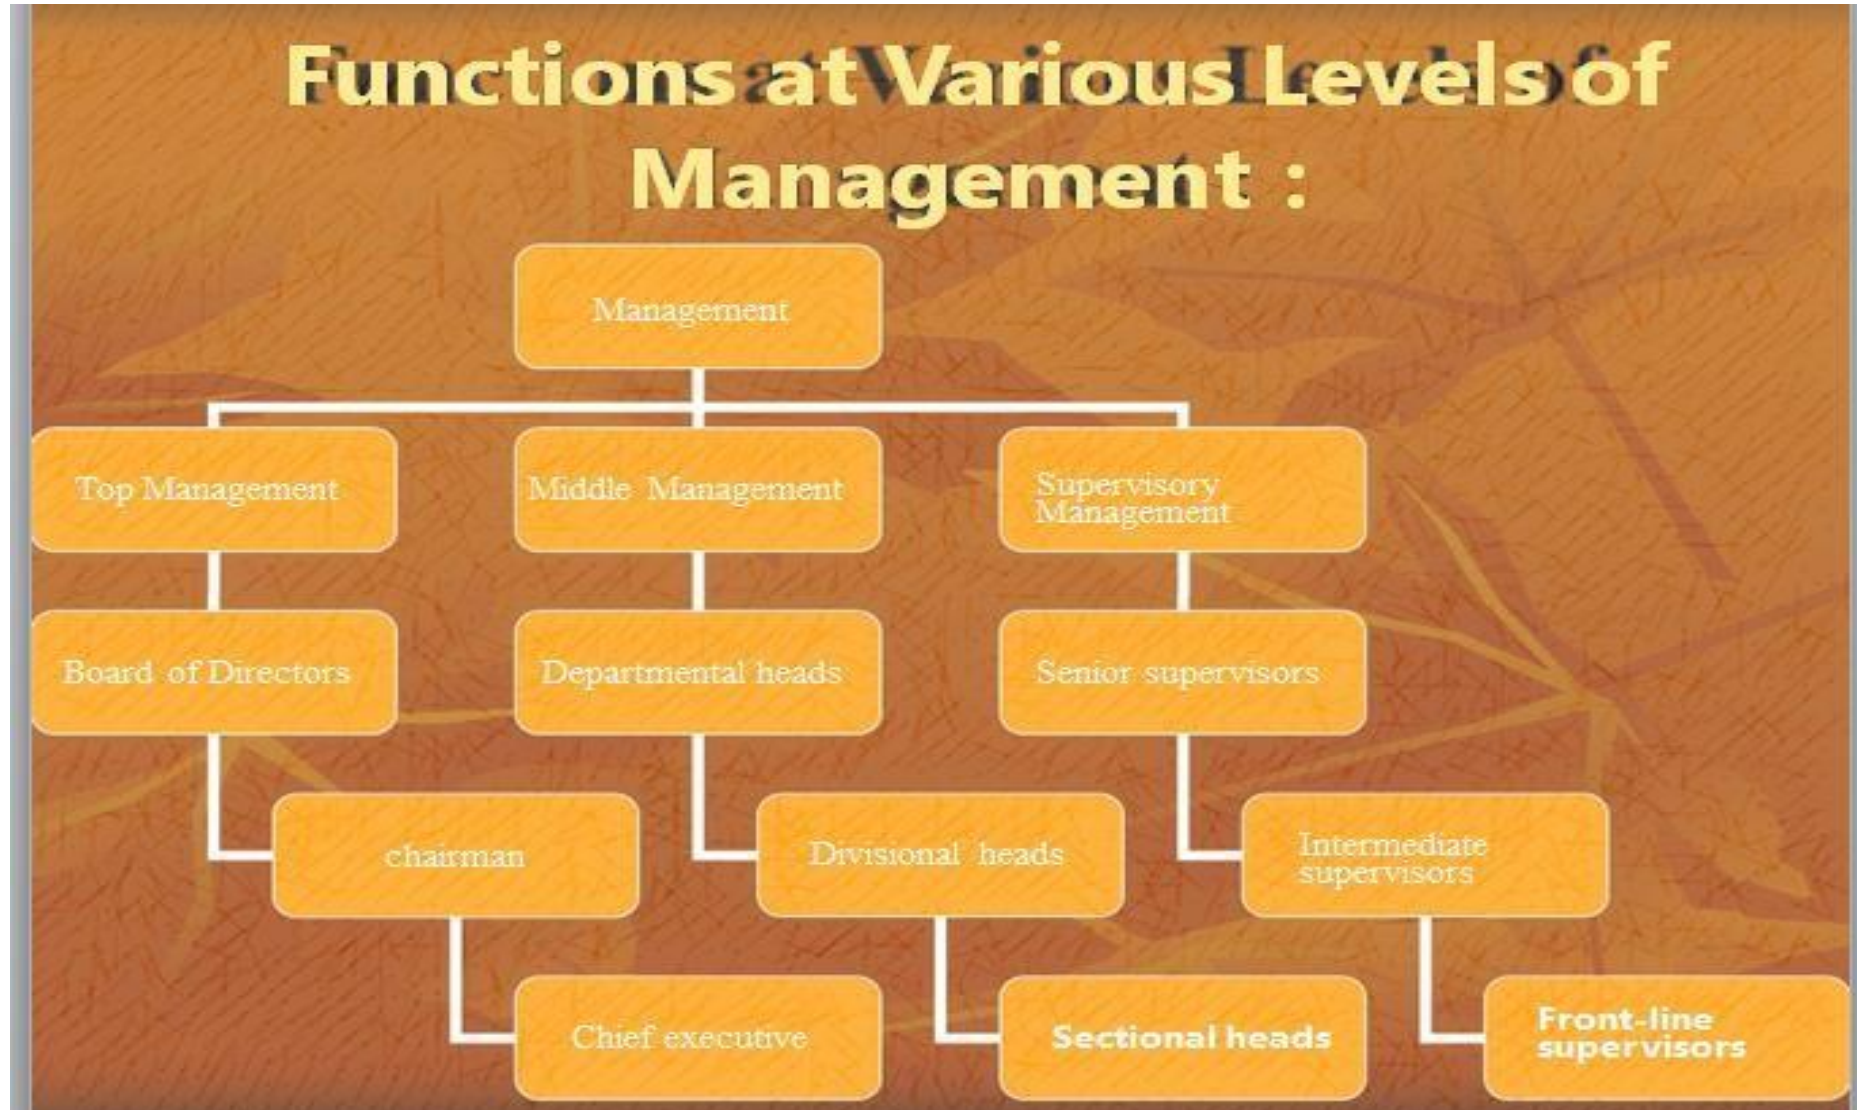 Functions at Various Levels of
Management :
Management
Top Management
Middle Management
Supervisory
Management
Board of Directors
Departmental heads
Senior supervisors
chairman
Divisional heads
Intermediate
supervisors
Chief executive
Sectional heads
Front-line
supervisors